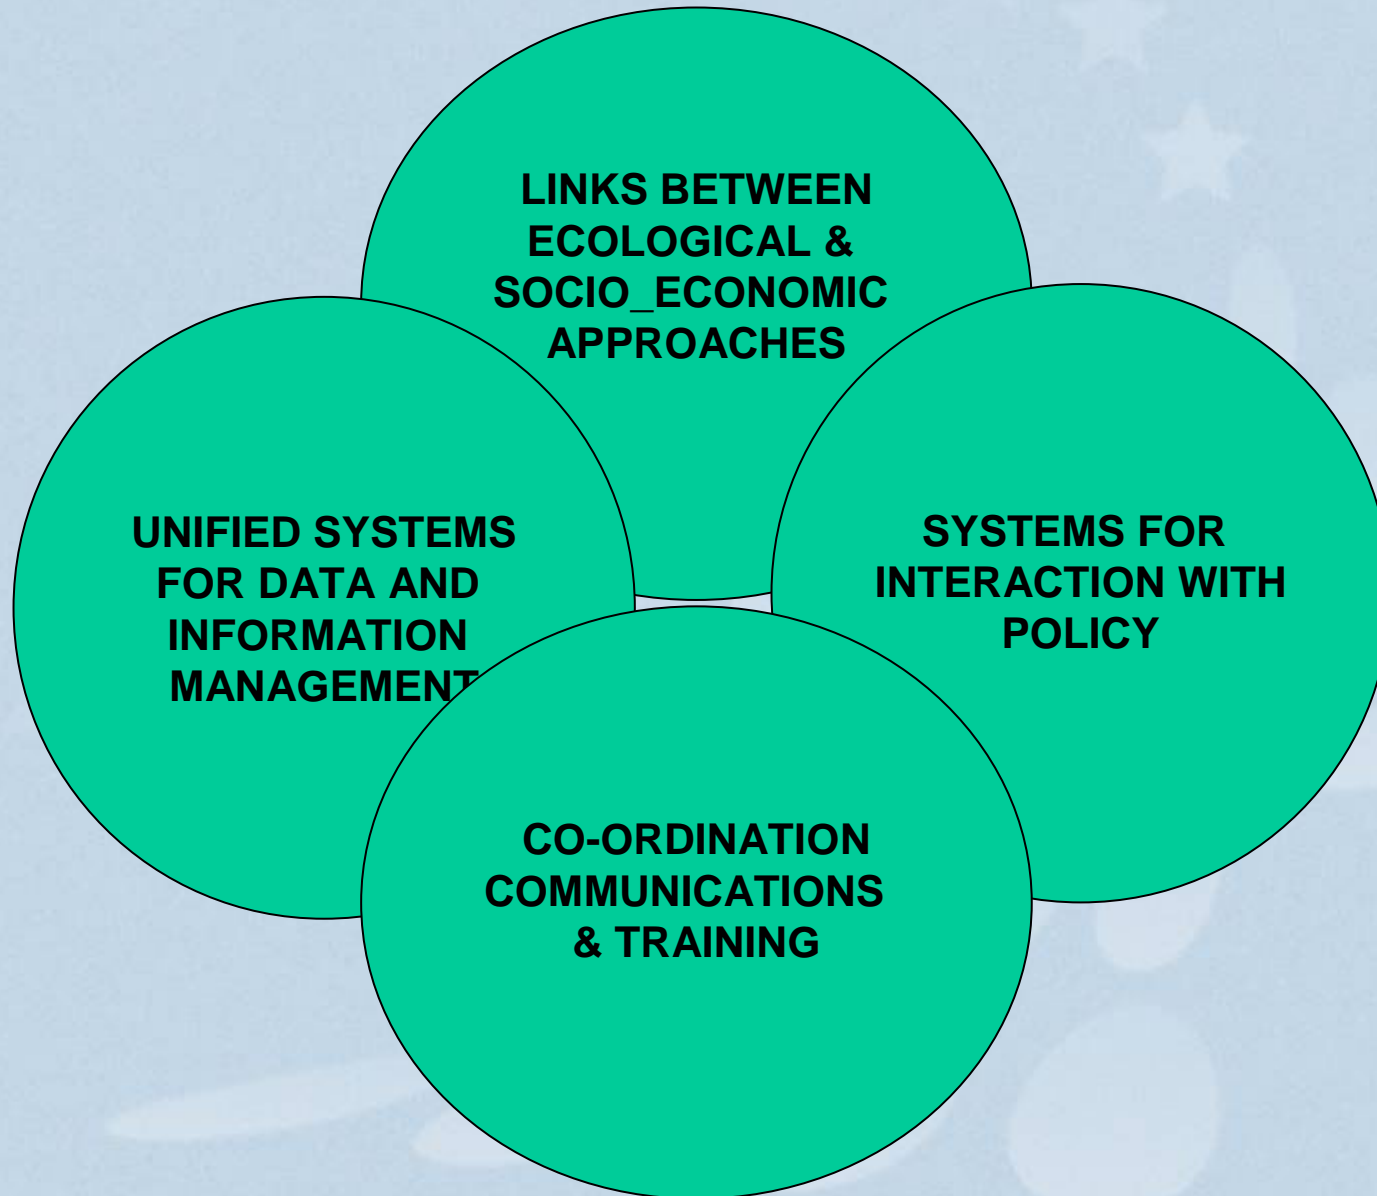 LINKS BETWEEN
ECOLOGICAL &
SOCIO_ECONOMIC
APPROACHES
UNIFIED SYSTEMS
FOR DATA AND
INFORMATION
MANAGEMENT
SYSTEMS FOR
INTERACTION WITH
POLICY
CO-ORDINATION
COMMUNICATIONS
& TRAINING